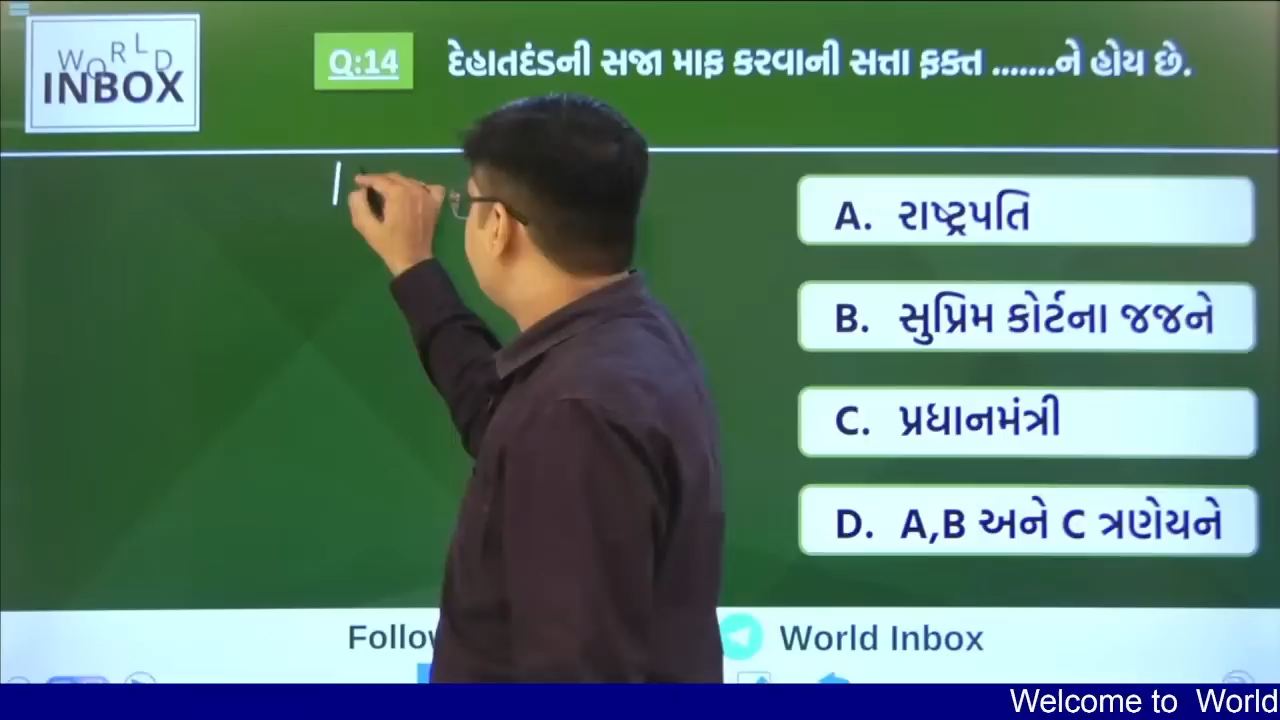 WORLD
INBOX
Q:14 દેહાતદંડની સજા માફ કરવાની સત્તા ફક્ત .......ને હોય છે.
A. રાષ્ટ્રપતિ
B. સુપ્રિમ કોર્ટના જજને
C. પ્રધાનમંત્રી
D. A,B અને C ત્રણેયને
World Inbox
Welcome to World